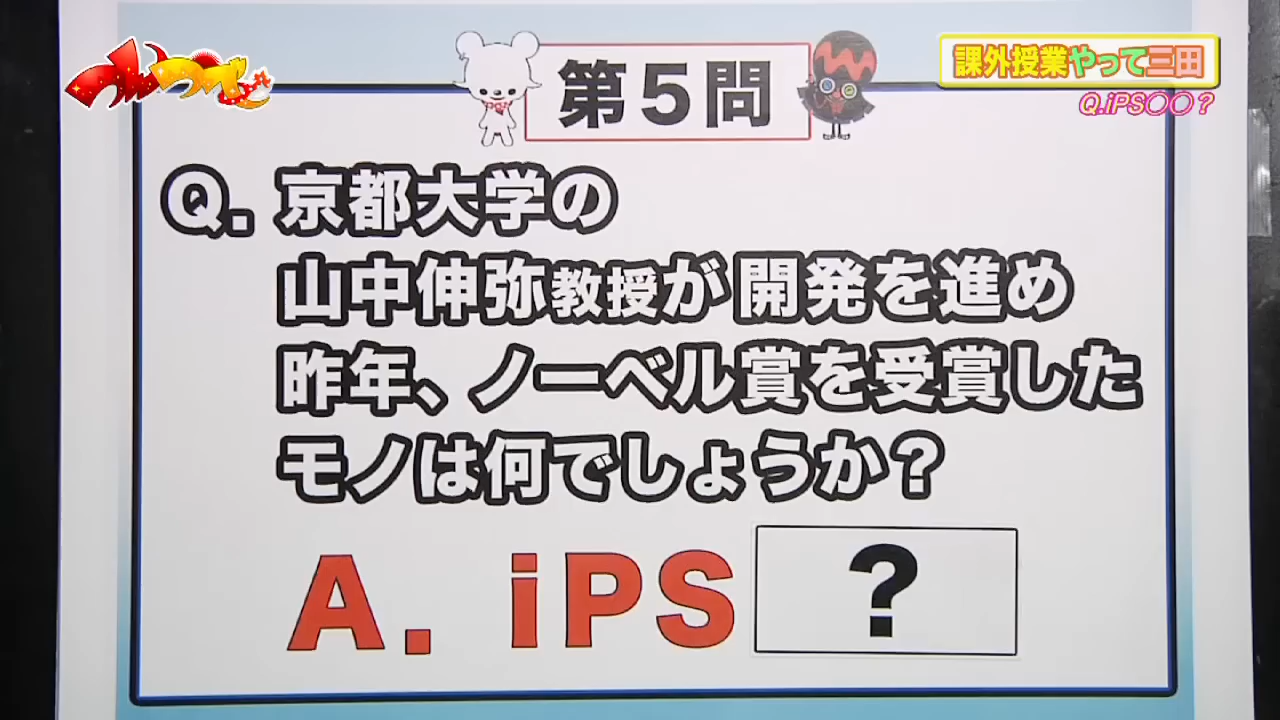 課外授業やって三田
Q.iPS〇〇？
第5問
Q. 京都大学の
山中伸弥教授が開発を進め
昨年、ノーベル賞を受賞した
モノは何でしょうか？
A. iPS ？